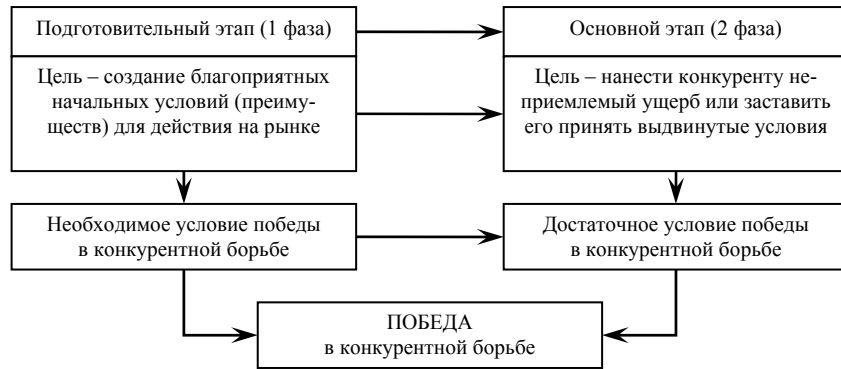 Подготовительный этап (1 фаза)
Основной этап (2 фаза)
Цель – создание благоприятных
начальных условий (преиму-
ществ) для действия на рынке
Цель – нанести конкуренту не-
приемлемый ущерб или заставить
его принять выдвинутые условия
Необходимое условие победы
в конкурентной борьбе
Достаточное условие победы
в конкурентной борьбе
ПОБЕДА
в конкурентной борьбе